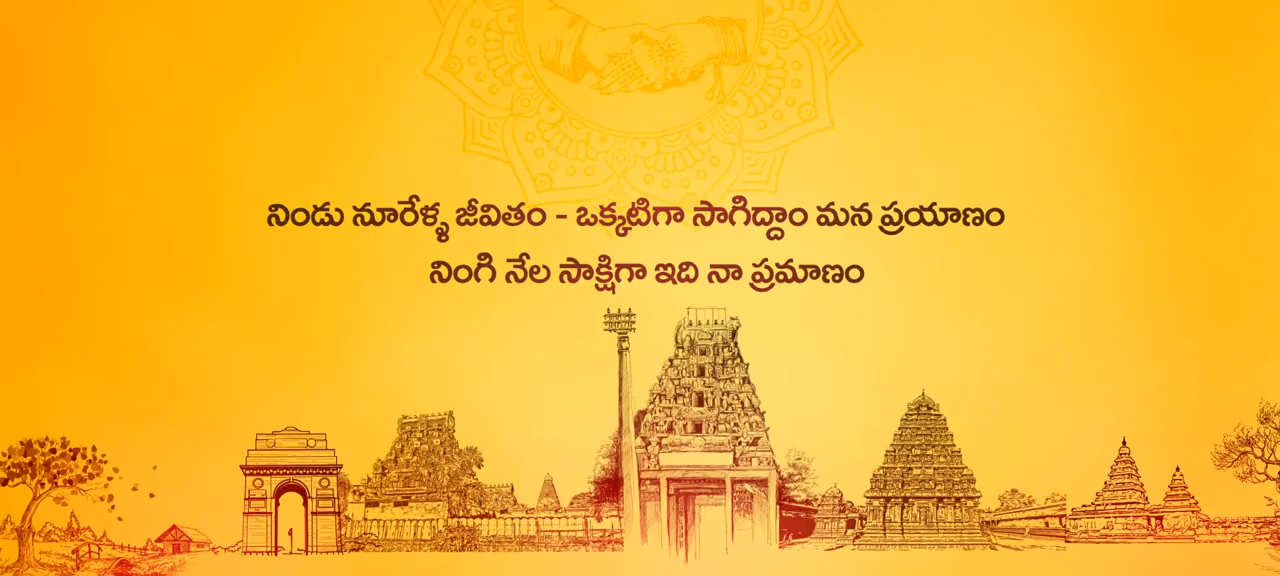 నిండు నూరేళ్ళ జీవితం - ఒక్కటిగా సాగిద్దాం మన ప్రయాణం
నింగి నేల సాక్షిగా ఇది నా ప్రమాణం